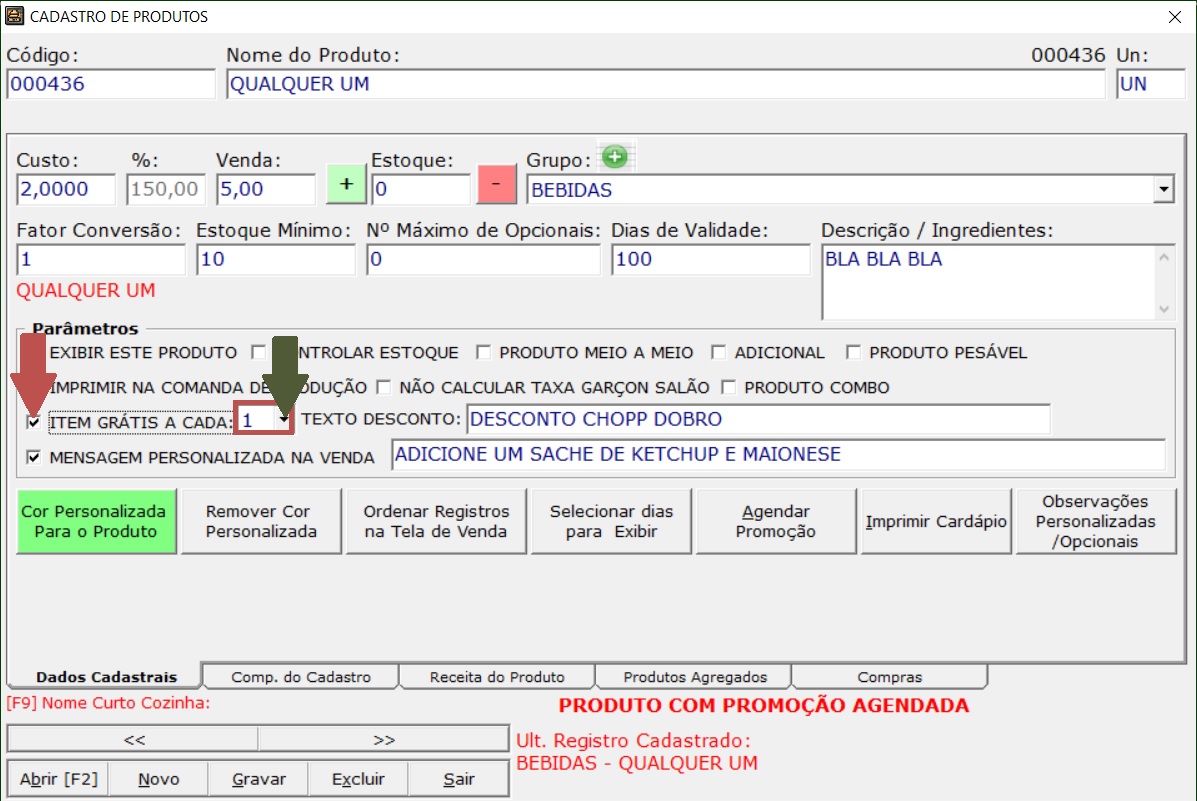 CADASTRO DE PRODUTOS
Código: Nome do Produto: 000436 Un:
000436 QUALQUER UM UN
Custo: %: Venda: Estoque: Grupo:
2,0000 150,00 5,00 + 0 - BEBIDAS
Fator Conversão: Estoque Mínimo: Nº Máximo de Opcionais: Dias de Validade: Descrição / Ingredientes:
1 10 0 100 BLA BLA BLA
QUALQUER UM
Parâmetros
EXIBIR ESTE PRODUTO NTROLAR ESTOQUE PRODUTO MEIO A MEIO ADICIONAL PRODUTO PESÁVEL
IMPRIMIR NA COMANDA DE ODUÇÃO NÃO CALCULAR TAXA GARÇON SALÃO PRODUTO COMBO
ITEM GRÁTIS A CADA: 1 TEXTO DESCONTO: DESCONTO CHOPP DOBRO
MENSAGEM PERSONALIZADA NA VENDA ADICIONE UM SACHE DE KETCHUP E MAIONESE
Cor Personalizada Para o Produto
Remover Cor Personalizada
Ordenar Registros na Tela de Venda
Selecionar dias para Exibir
Agendar Promoção
Imprimir Cardápio
Observações Personalizadas /Opcionais
Dados Cadastrais Comp. do Cadastro Receita do Produto Produtos Agregados Compras
[F9] Nome Curto Cozinha: PRODUTO COM PROMOÇÃO AGENDADA
<< >> Ult. Registro Cadastrado:
BEBIDAS - QUALQUER UM
Abrir [F2] Novo Gravar Excluir Sair